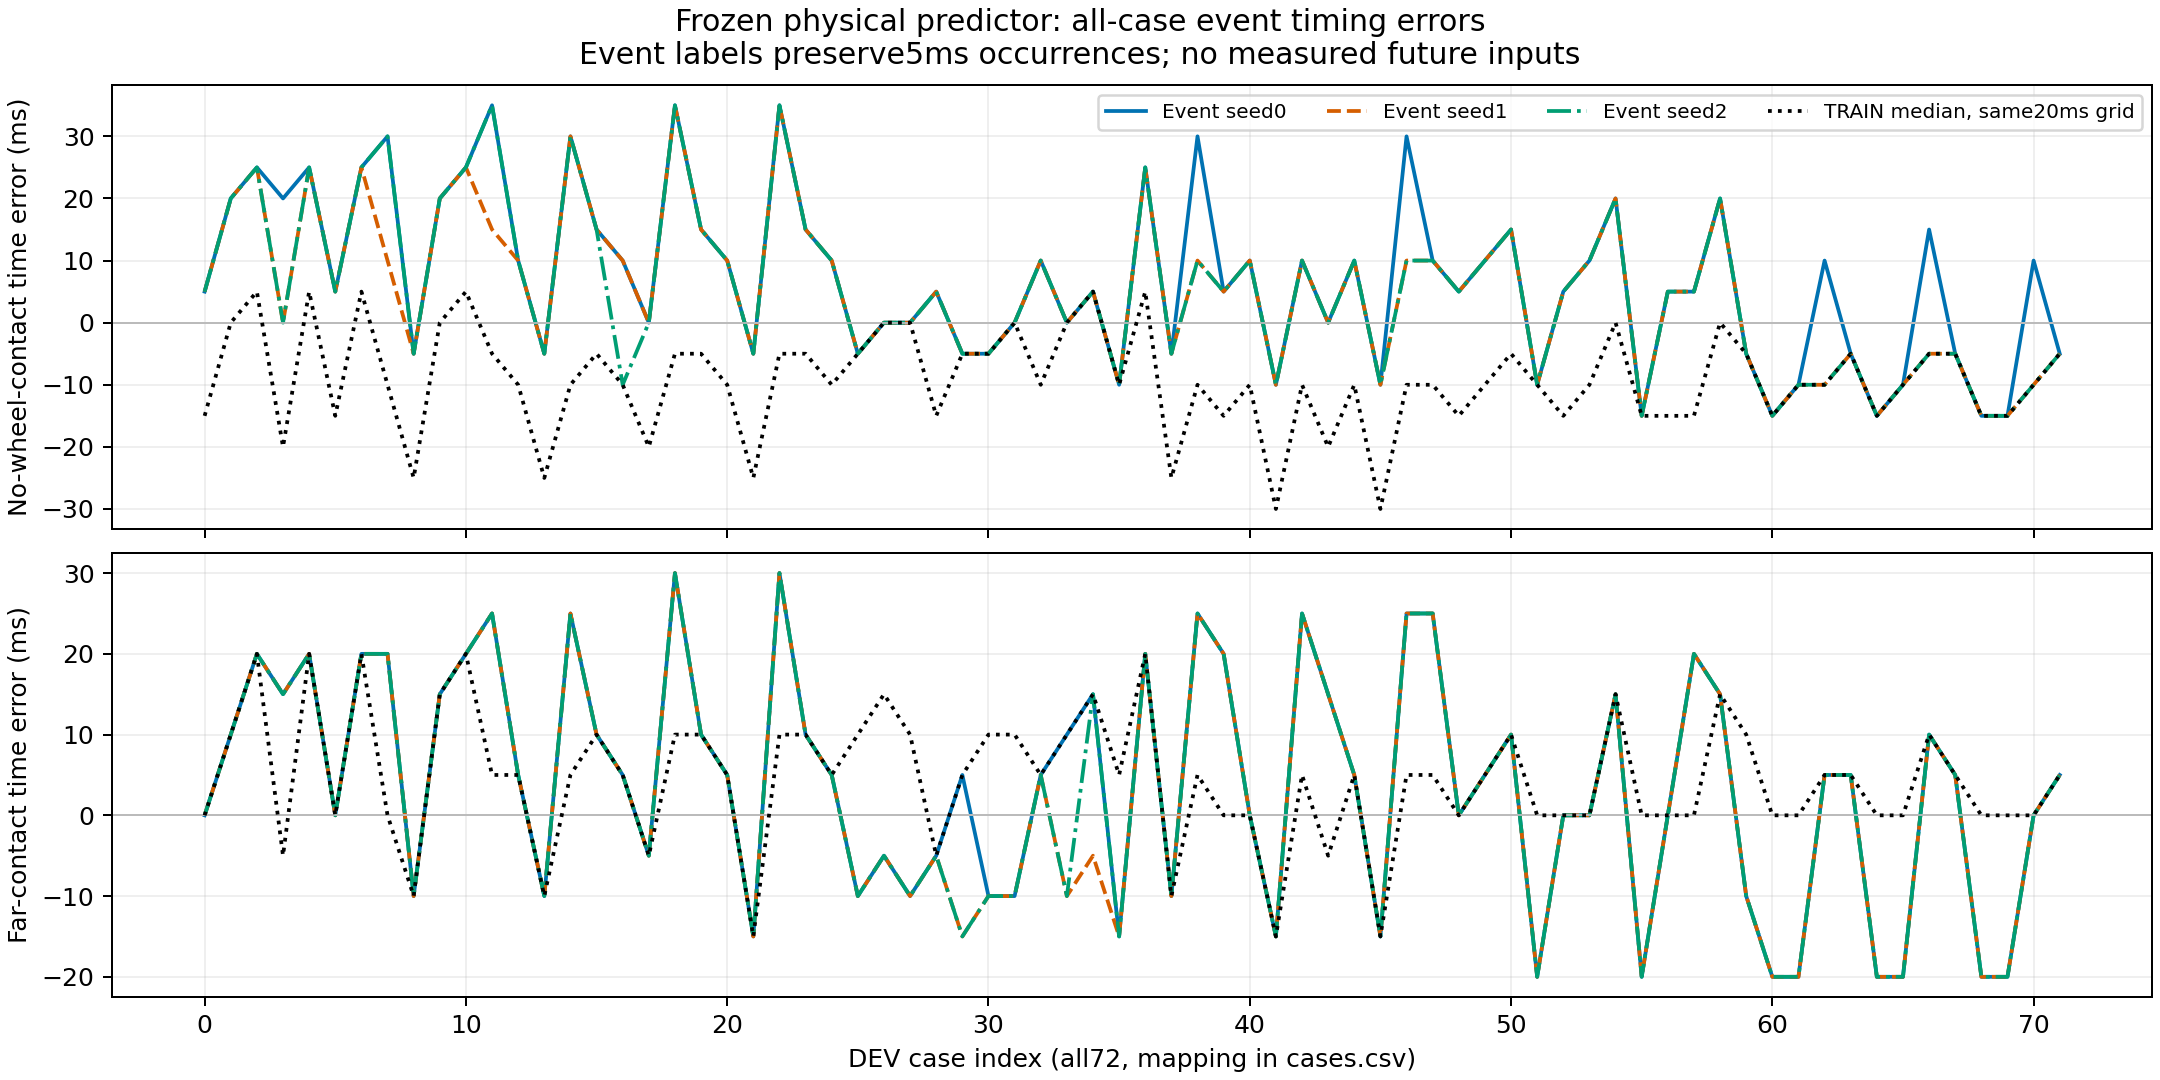 Frozen physical predictor: all-case event timing errors
Event labels preserve5ms occurrences; no measured future inputs
No-wheel-contact time error (ms)
30
20
10
0
−10
−20
−30
Event seed0
Event seed1
Event seed2
TRAIN median, same20ms grid
Far-contact time error (ms)
30
20
10
0
−10
−20
0
10
20
30
40
50
60
70
DEV case index (all72, mapping in cases.csv)